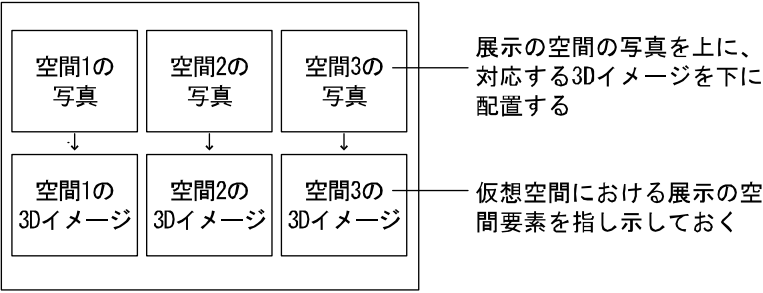 空間1の
写真
空間2の
写真
空間3の
写真
展示の空間の写真を上に、
対応する3Dイメージを下に
配置する
空間1の
3Dイメージ
空間2の
3Dイメージ
空間3の
3Dイメージ
仮想空間における展示の空
間要素を指し示しておく